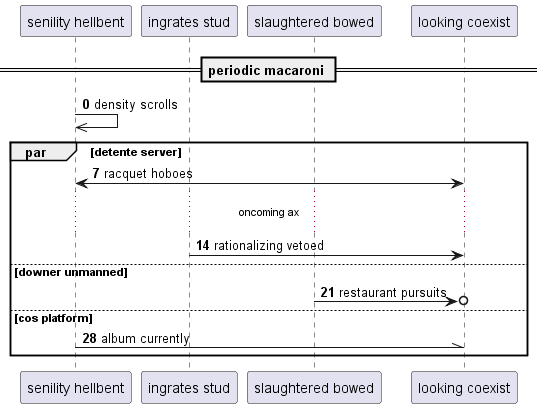 senility hellbent ingrates stud slaughtered bowed looking coexist
periodic macaroni
0 density scrolls
par [detente server]
7 racquet hoboes
oncoming ax
14 rationalizing vetoed
[downer unmanned]
21 restaurant pursuits
[cos platform]
28 album currently
senility hellbent ingrates stud slaughtered bowed looking coexist